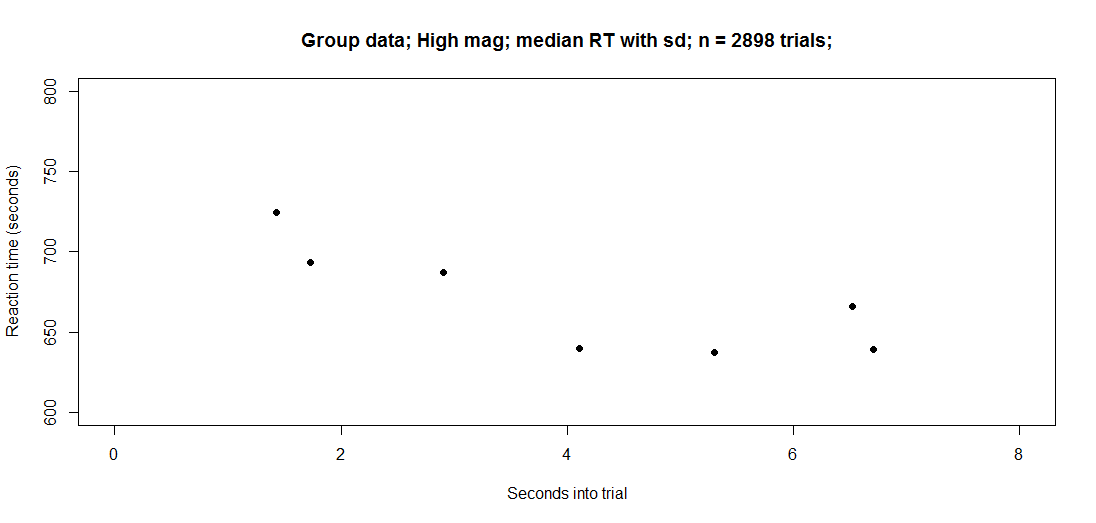 Group data; High mag; median RT with sd; n = 2898 trials;
800
750
700
650
600
Reaction time (seconds)
0 2 4 6 8
Seconds into trial